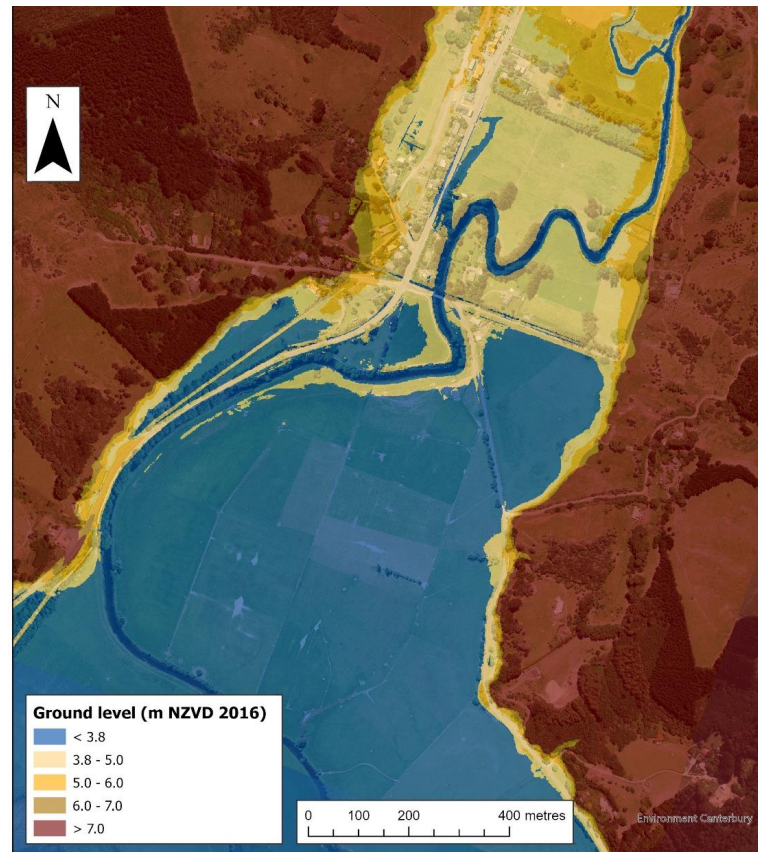 N
Ground level (m NZVD 2016)
< 3.8
3.8 - 5.0
5.0 - 6.0
6.0 - 7.0
> 7.0
0 100 200 400 metres
Environment Canterbury